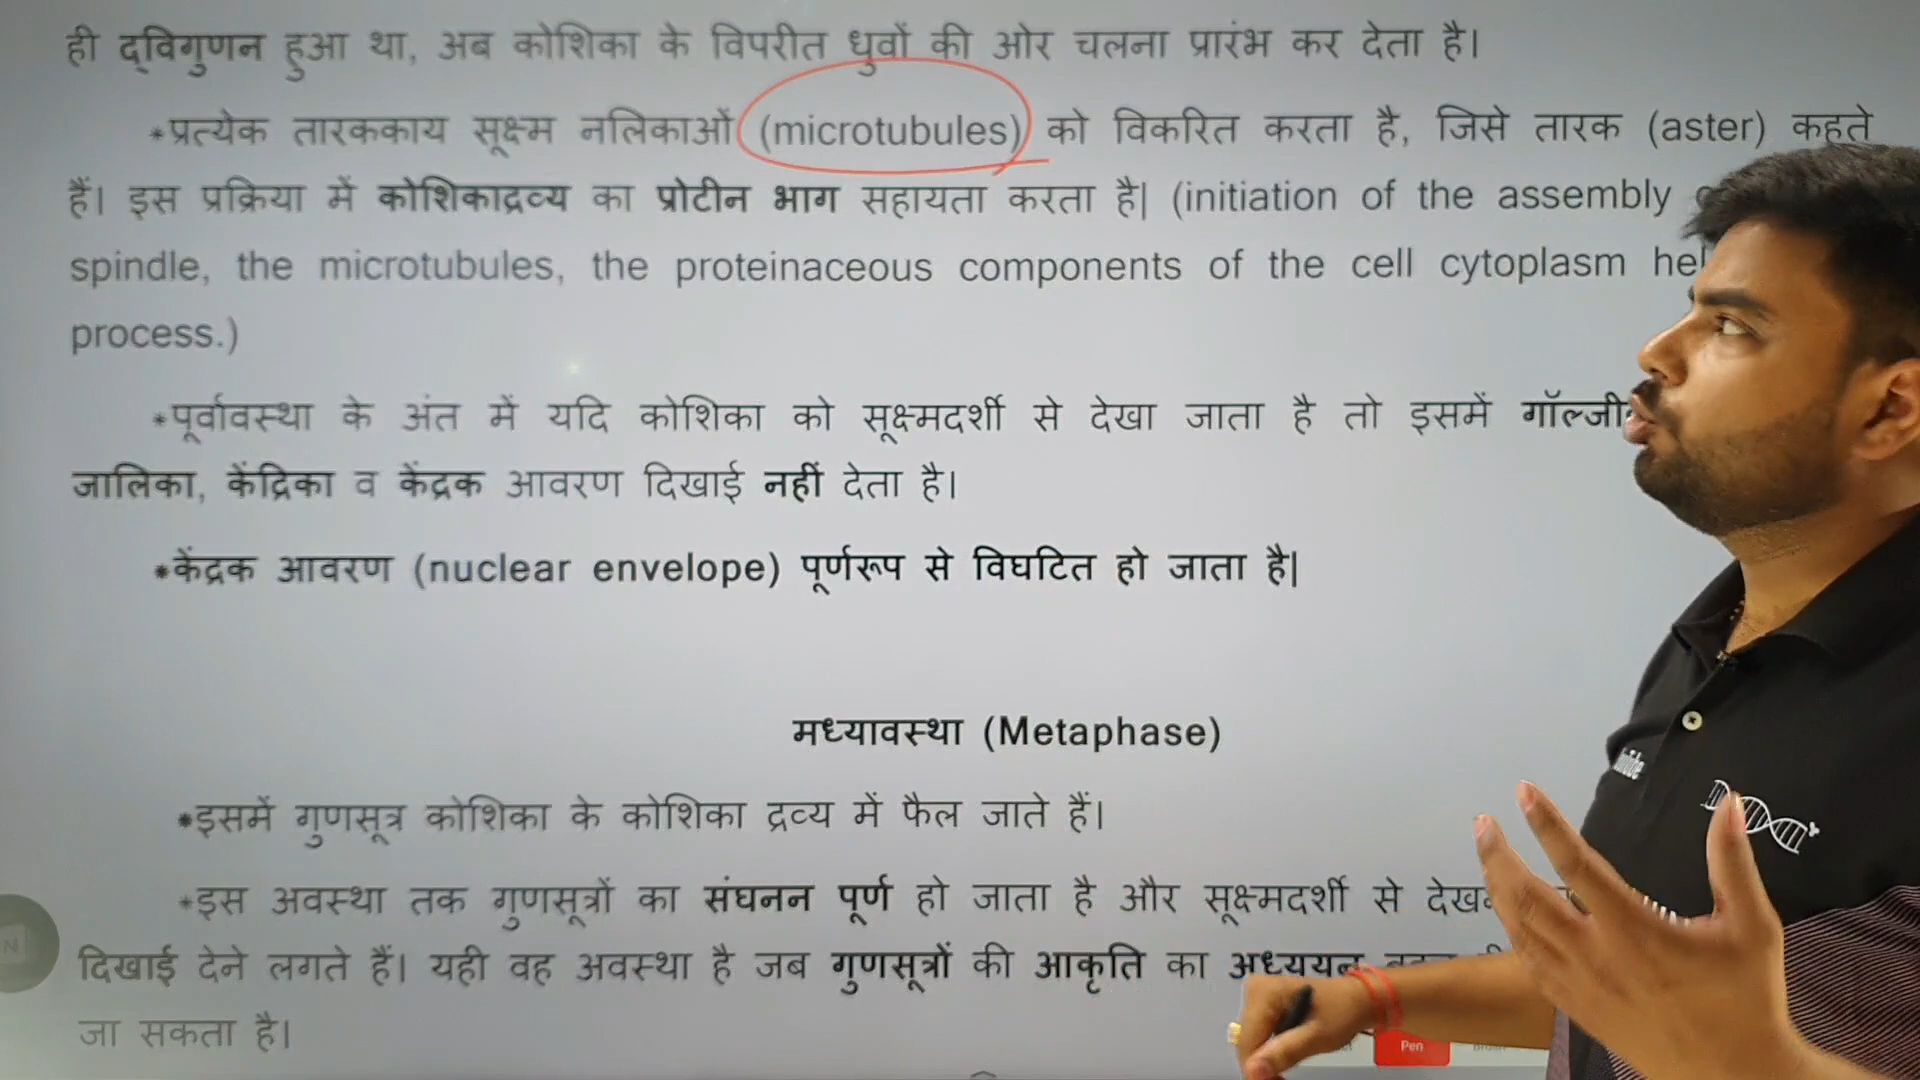 ही द्विगुणन हुआ था, अब कोशिका के विपरीत धुवों की ओर चलना प्रारंभ कर देता है।
*प्रत्येक तारककाय सूक्ष्म नलिकाओं (microtubules) को विकरित करता है, जिसे तारक (aster) कहते
हैं। इस प्रक्रिया में कोशिकाद्रव्य का प्रोटीन भाग सहायता करता है| (initiation of the assembly
spindle, the microtubules, the proteinaceous components of the cell cytoplasm
process.)
*पूर्वावस्था के अंत में यदि कोशिका को सूक्ष्मदर्शी से देखा जाता है तो इसमें गॉल्जी
जालिका, केंद्रिका व केंद्रक आवरण दिखाई नहीं देता है।
*केंद्रक आवरण (nuclear envelope) पूर्णरूप से विघटित हो जाता है|
मध्यावस्था (Metaphase)
*इसमें गुणसूत्र कोशिका के कोशिका द्रव्य में फैल जाते हैं।
*इस अवस्था तक गुणसूत्रों का संघनन पूर्ण हो जाता है और सूक्ष्मदर्शी से
दिखाई देने लगते हैं। यही वह अवस्था है जब गुणसूत्रों की आकृति का अध्ययन
जा सकता है।
Pen
N